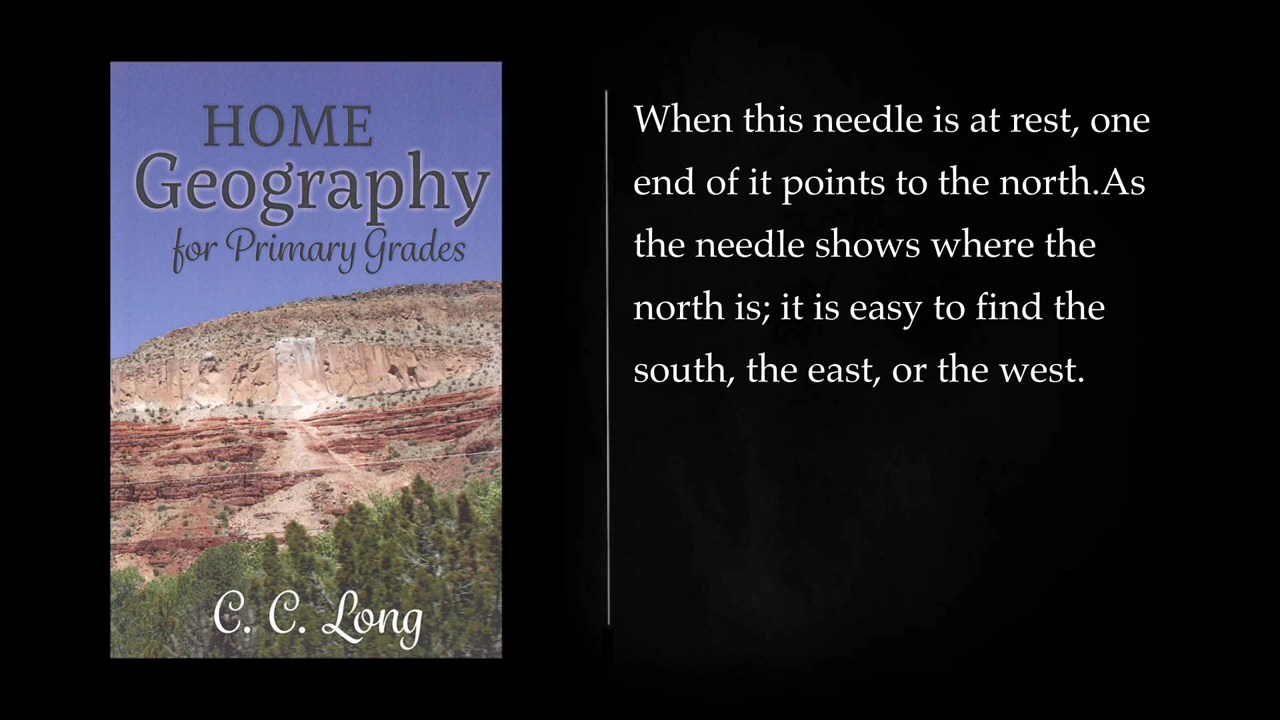 HOME
Geography
for Primary Grades
C. C. Long
When this needle is at rest, one
end of it points to the north.As
the needle shows where the
north is; it is easy to find the
south, the east, or the west.